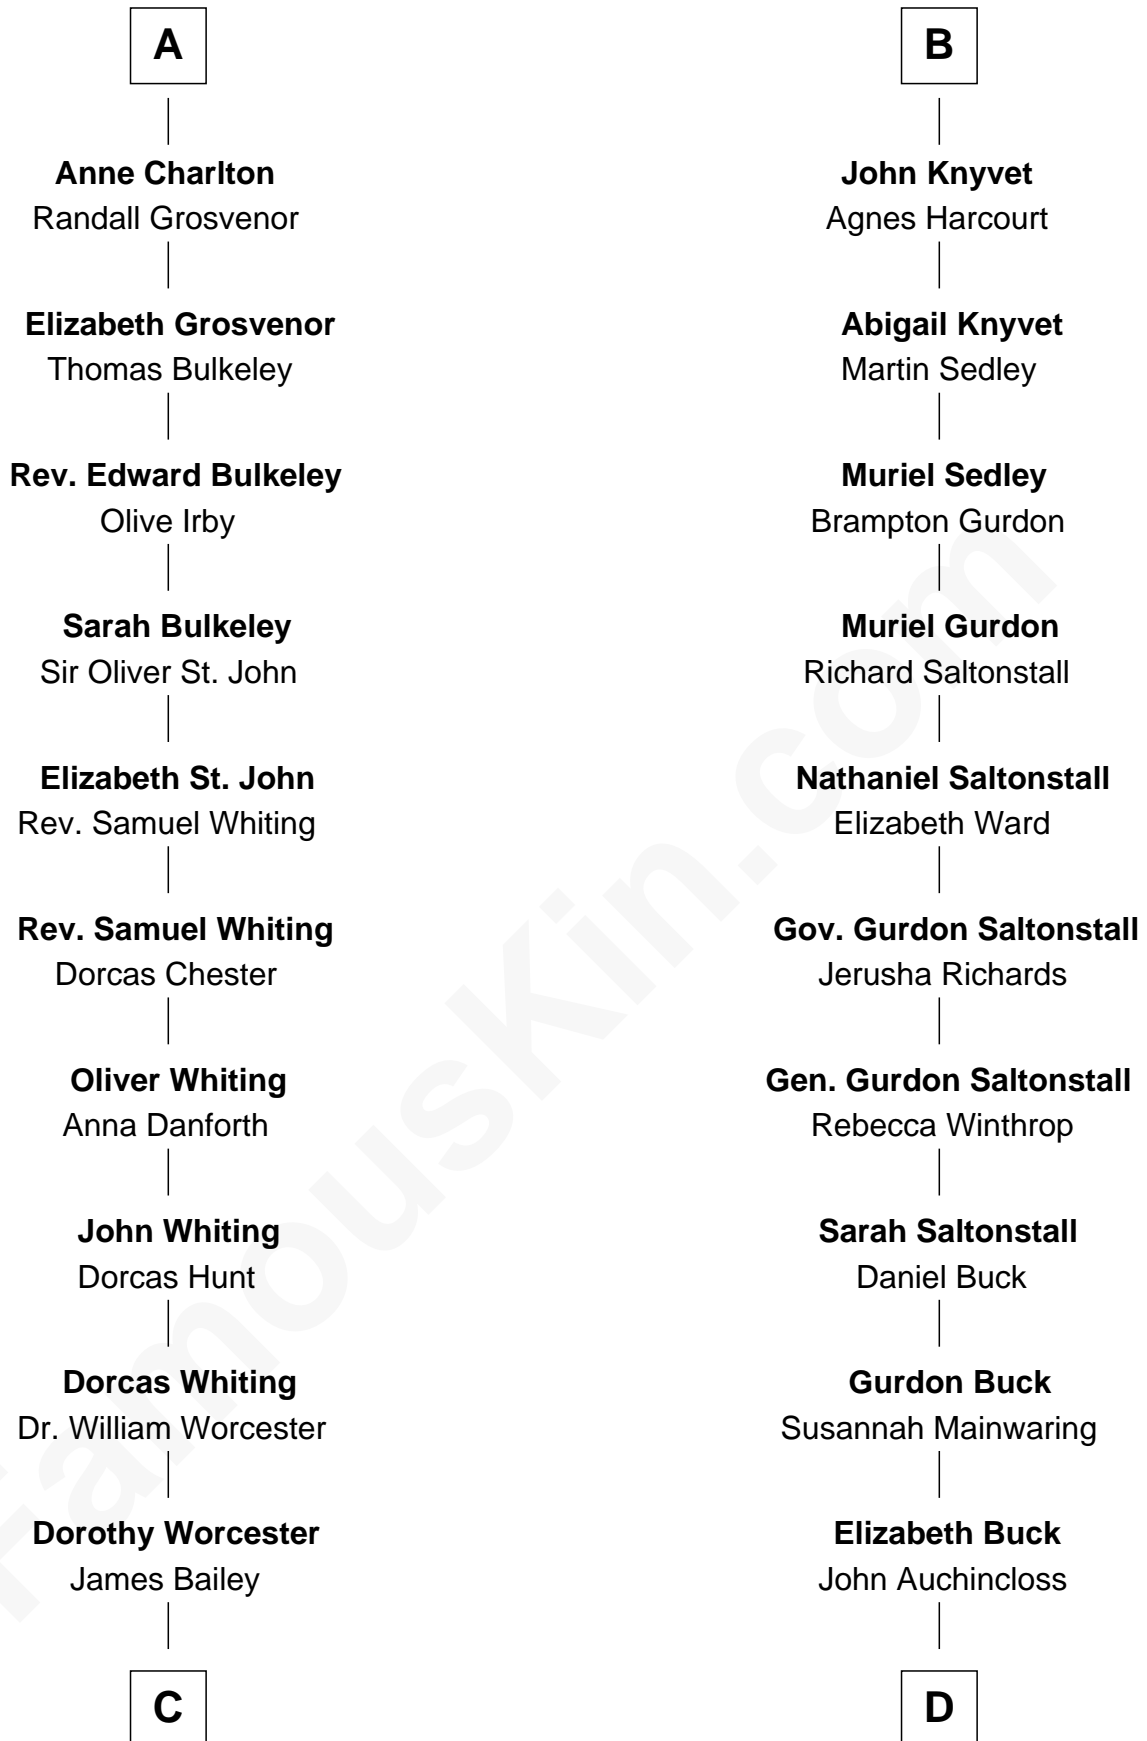 A
Anne Charlton
Randall Grosvenor
Elizabeth Grosvenor
Thomas Bulkeley
Rev. Edward Bulkeley
Olive Irby
Sarah Bulkeley
Sir Oliver St. John
Elizabeth St. John
Rev. Samuel Whiting
Rev. Samuel Whiting
Dorcas Chester
Oliver Whiting
Anna Danforth
John Whiting
Dorcas Hunt
Dorcas Whiting
Dr. William Worcester
Dorothy Worcester
James Bailey
C
B
John Knyvet
Agnes Harcourt
Abigail Knyvet
Martin Sedley
Muriel Sedley
Brampton Gurdon
Muriel Gurdon
Richard Saltonstall
Nathaniel Saltonstall
Elizabeth Ward
Gov. Gurdon Saltonstall
Jerusha Richards
Gen. Gurdon Saltonstall
Rebecca Winthrop
Sarah Saltonstall
Daniel Buck
Gurdon Buck
Susannah Mainwaring
Elizabeth Buck
John Auchincloss
D
FamousKin.com